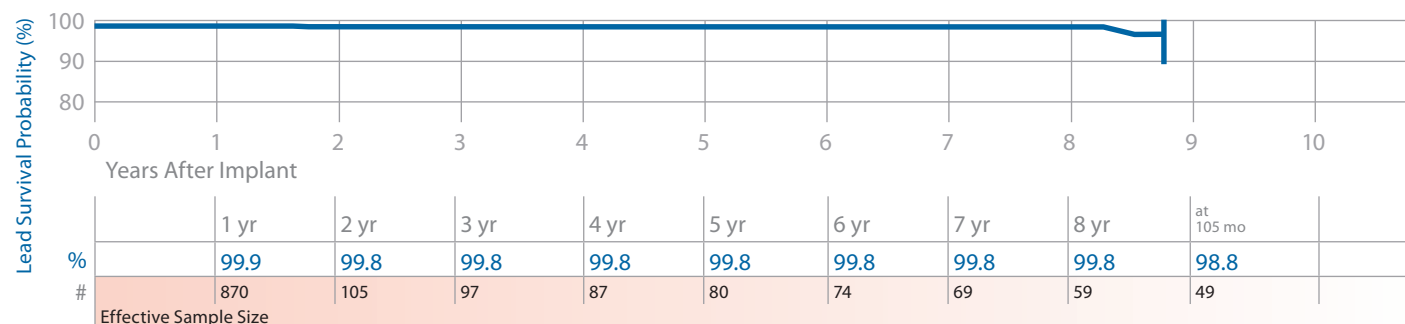 Lead Survival Probability (%)
100
90
80
0 1 2 3 4 5 6 7 8 9 10
Years After Implant
1 yr 2 yr 3 yr 4 yr 5 yr 6 yr 7 yr 8 yr at 105 mo
% 99.9 99.8 99.8 99.8 99.8 99.8 99.8 99.8 98.8
# 870 105 97 87 80 74 69 59 49
Effective Sample Size